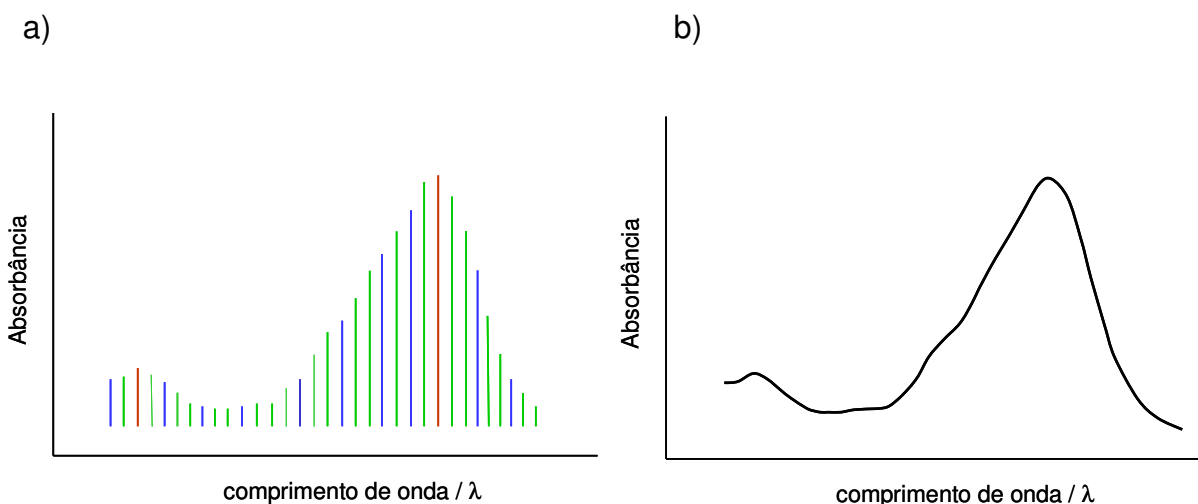 a)
b)
Absorbância
comprimento de onda / λ
Absorbância
comprimento de onda / λ